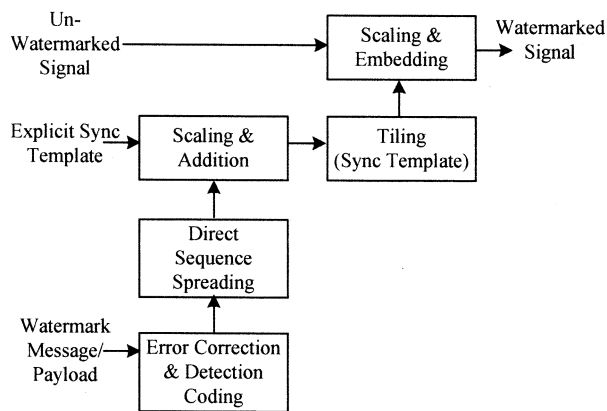 Un-
Watermarked
Signal
Scaling &
Embedding
Watermarked
Signal
Explicit Sync
Template
Scaling &
Addition
Tiling
(Sync Template)
Direct
Sequence
Spreading
Watermark
Message/
Payload
Error Correction
& Detection
Coding